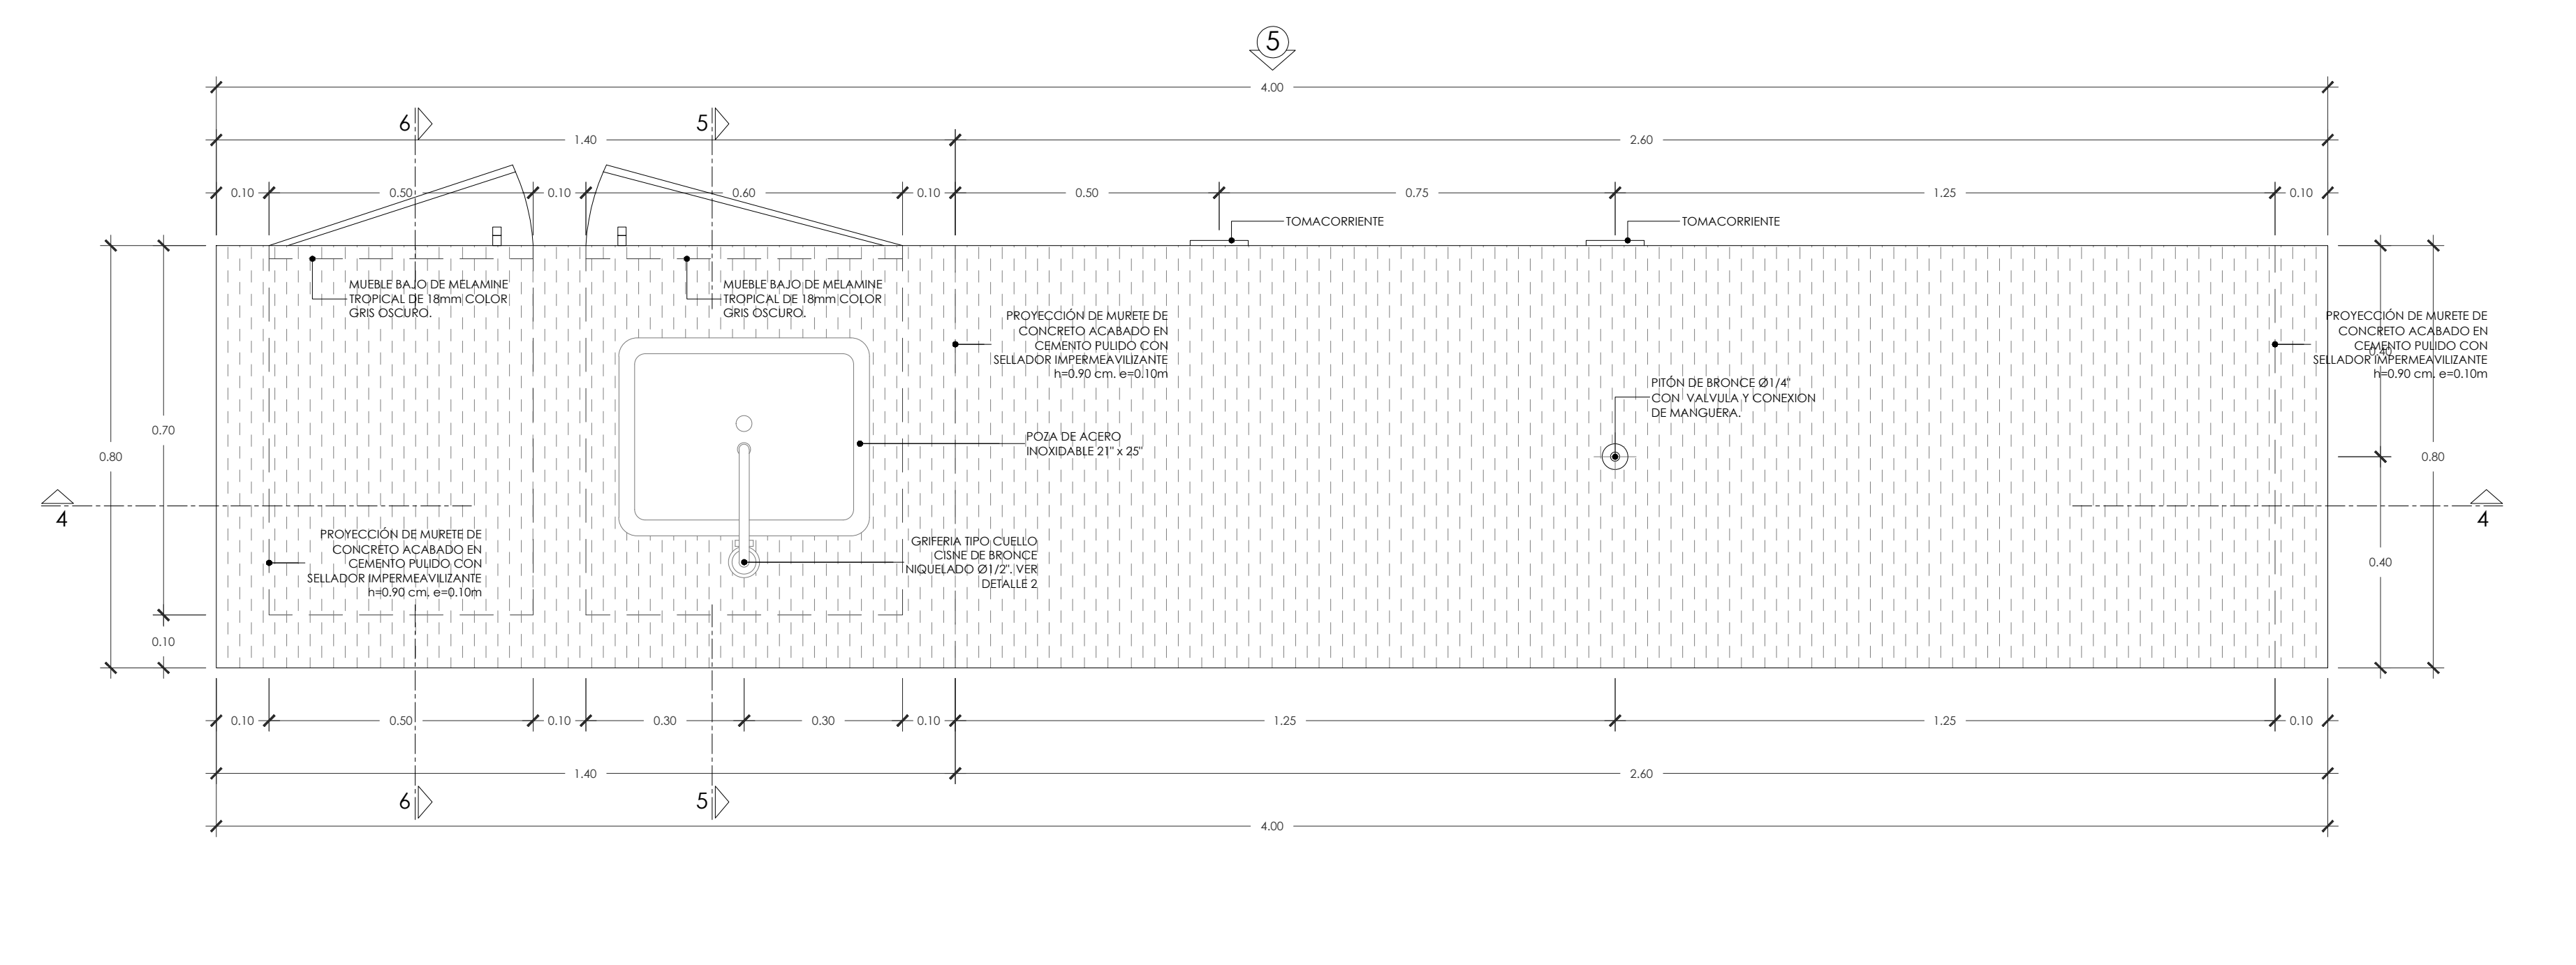 5
4.00
6
5
1.40
2.60
0.10
0.50
0.10
0.60
0.10
0.50
0.75
1.25
0.10
TOMACORRIENTE
TOMACORRIENTE
MUEBLE BAJO DE MELAMINE
TROPICAL DE 18mm COLOR
GRIS OSCURO.
MUEBLE BAJO DE MELAMINE
TROPICAL DE 18mm COLOR
GRIS OSCURO.
PROYECCIÓN DE MURETE DE
CONCRETO ACABADO EN
CEMENTO PULIDO CON
SELLADOR IMPERMEAVILIZANTE
h=0.90 cm. e=0.10m
PROYECCIÓN DE MURETE DE
CONCRETO ACABADO EN
CEMENTO PULIDO CON
SELLADOR IMPERMEAVILIZANTE
h=0.90 cm. e=0.10m
0.40
PITÓN DE BRONCE Ø1/4"
CON VALVULA Y CONEXION
DE MANGUERA.
0.70
0.80
POZA DE ACERO
INOXIDABLE 21" x 25"
0.80
4
4
PROYECCIÓN DE MURETE DE
CONCRETO ACABADO EN
CEMENTO PULIDO CON
SELLADOR IMPERMEAVILIZANTE
h=0.90 cm. e=0.10m
GRIFERIA TIPO CUELLO
CISNE DE BRONCE
NIQUELADO Ø1/2". VER
DETALLE 2
0.40
0.10
0.10
0.50
0.10
0.30
0.30
0.10
1.25
1.25
0.10
1.40
2.60
6
5
4.00